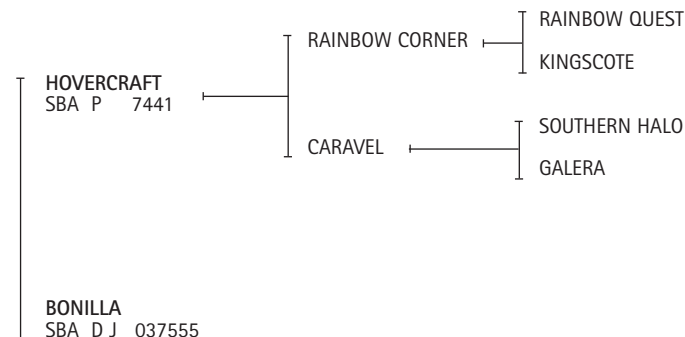 RAINBOW QUEST
RAINBOW CORNER
KINGSCOTE
HOVERCRAFT
SBA P 7441
SOUTHERN HALO
CARAVEL
GALERA
BONILLA
SBA D J 037555